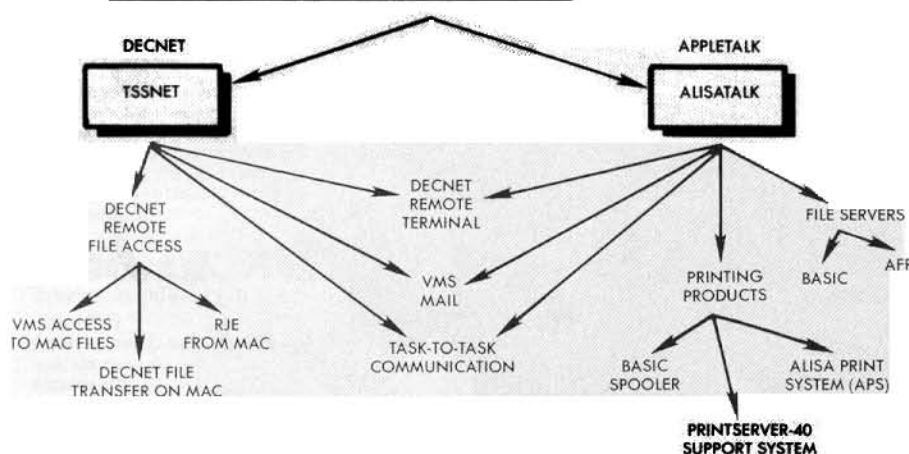 DECNET
APPLETALK
TSSNET
ALISATALK
DECNET
REMOTE
FILE ACCESS
DECNET
REMOTE
TERMINAL
FILE SERVERS
BASIC
VMS
MAIL
PRINTING
PRODUCTS
VMS ACCESS
TO MAC FILES
RJE
FROM MAC
DECNET FILE
TRANSFER ON MAC
TASK-TO-TASK
COMMUNICATION
BASIC
SPOOLER
ALISA PRINT
SYSTEM (APS)
PRINTSERVER-40
SUPPORT SYSTEM